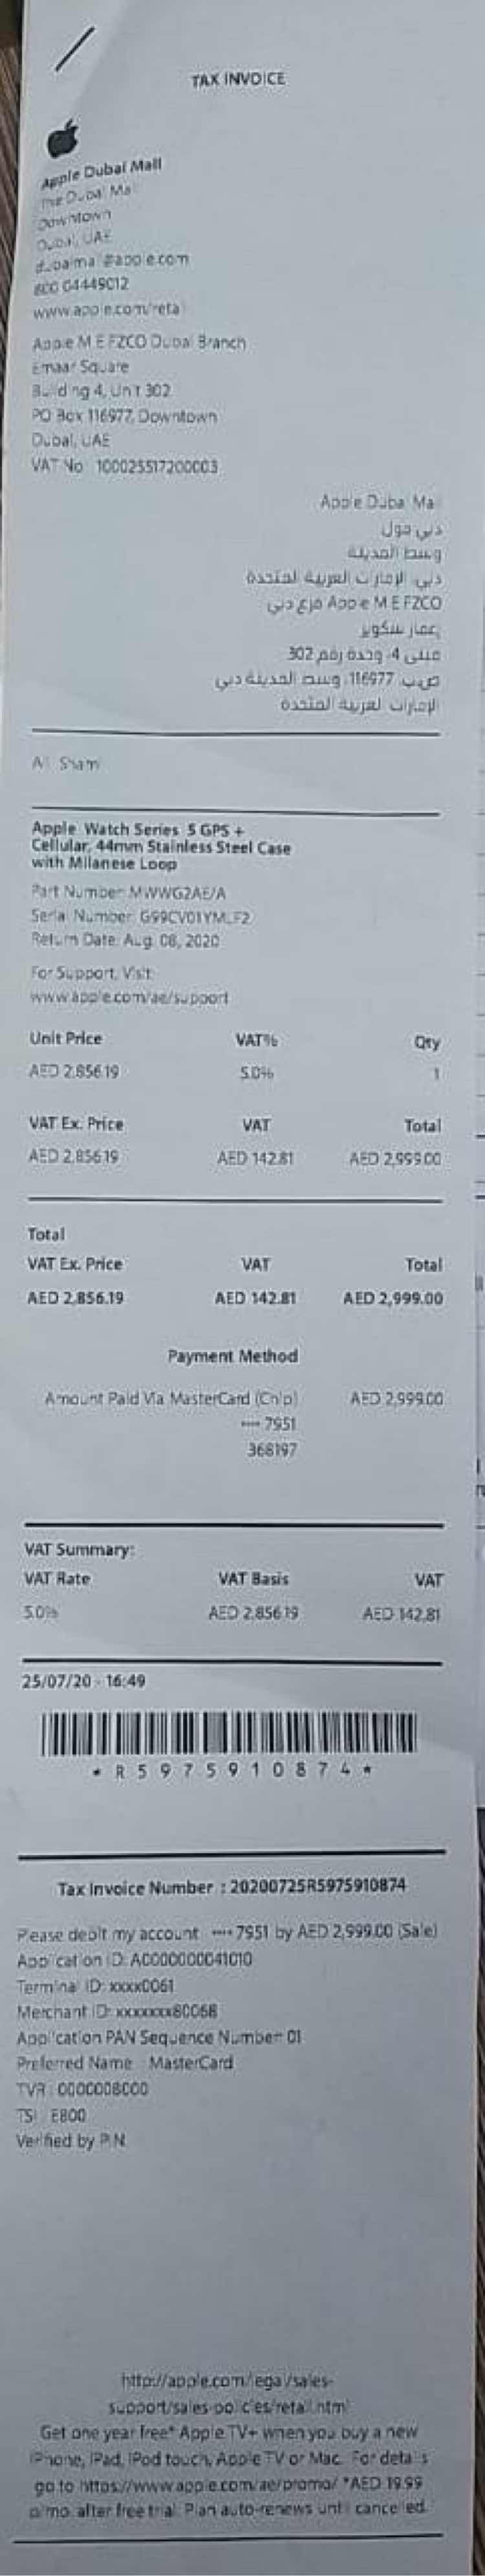 TAX INVOICE
Apple Dubai Mall
The Dubai Mall
Downtown
Dubai, UAE
dubaimall@apple.com
800 04449012
www.apple.com/retail
Apple M E FZCO Dubai Branch
Emaar Square
Building 4, Unit 302
PO Box 116977, Downtown
Dubai, UAE
VAT No 100025517200003
Apple Dubai Mall
دبي مول
وسط المدينة
دبي، الإمارات العربية المتحدة
Apple M E FZCO فرع دبي
إعمار سكوير
مبنى 4، وحدة رقم 302
ص.ب 116977، وسط المدينة دبي
الإمارات العربية المتحدة
Apple Watch Series 5 GPS +
Cellular, 44mm Stainless Steel Case
with Milanese Loop
Part Number: MWWG2AE/A
Serial Number: G99CV01YMLF2
Return Date: Aug. 08, 2020
For Support, Visit:
www.apple.com/ae/support
Unit Price VAT% Qty
AED 2,856.19 5.0% 1
VAT Ex. Price VAT Total
AED 2,856.19 AED 142.81 AED 2,999.00
Total
VAT Ex. Price VAT Total
AED 2,856.19 AED 142.81 AED 2,999.00
Payment Method
Amount Paid Via MasterCard (Chip) AED 2,999.00
•••• 7951
368197
VAT Summary:
VAT Rate VAT Basis VAT
5.0% AED 2,856.19 AED 142.81
25/07/20 - 16:49
* R 5 9 7 5 9 1 0 8 7 4 *
Tax Invoice Number : 20200725R5975910874
Please debit my account •••• 7951 by AED 2,999.00 (Sale)
Application ID: A0000000041010
Terminal ID: xxxx0061
Merchant ID: xxxxxxx80068
Application PAN Sequence Number: 01
Preferred Name : MasterCard
TVR : 0000008000
TSI : E800
Verified by PIN
http://apple.com/legal/sales-
support/sales-policies/retail.html
Get one year free* Apple TV+ when you buy a new
iPhone, iPad, iPod touch, Apple TV or Mac. For details
go to https://www.apple.com/ae/promo/ *AED 19.99
p/mo. after free trial. Plan auto-renews until cancelled.